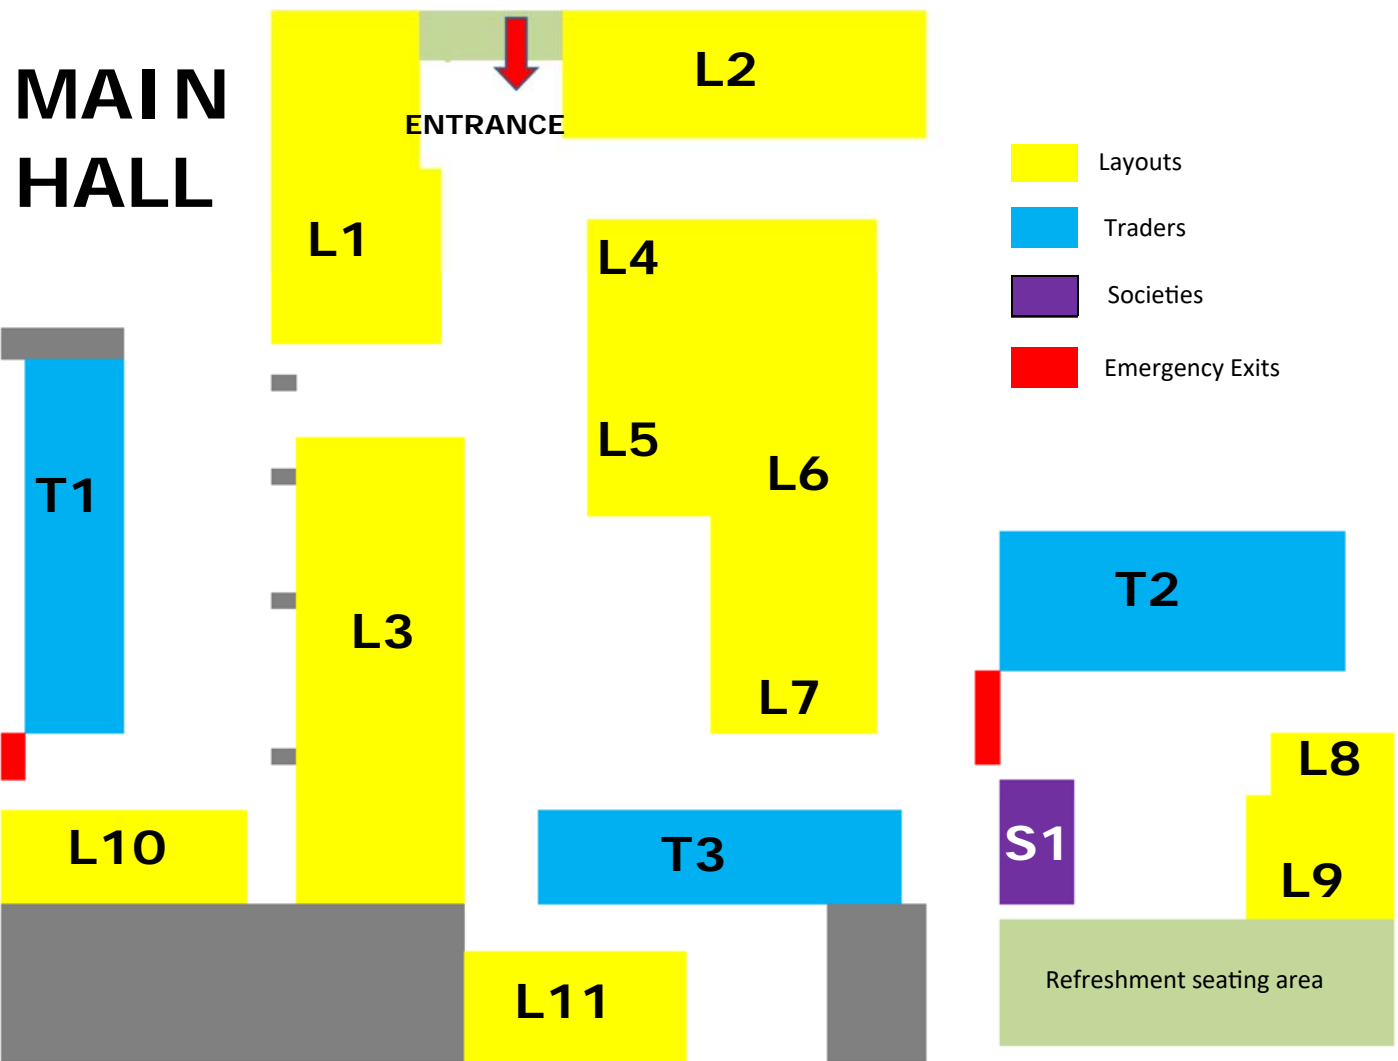 MAIN
HALL
ENTRANCE
L2
L1
L4
L5
L6
L7
L3
T1
T2
T3
L8
L9
S1
L10
L11
Layouts
Traders
Societies
Emergency Exits
Refreshment seating area